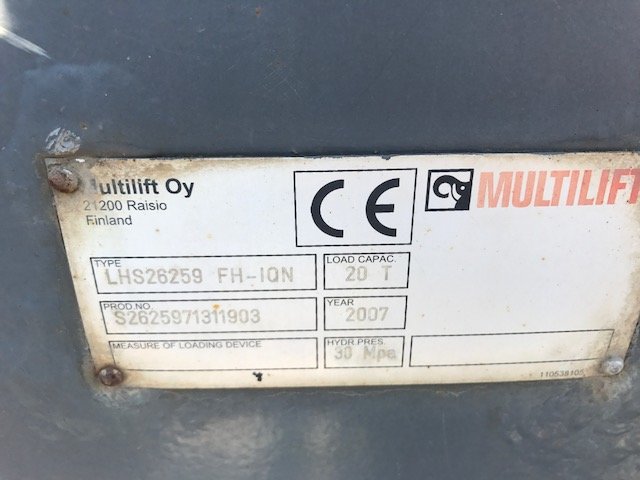 Multilift Oy
21200 Raisio
Finland
CE
MULTILIFT
TYPE
LHS26259 FH-IQN
LOAD CAPAC.
20 T
PROD.NO.
S2625971311903
YEAR
2007
MEASURE OF LOADING DEVICE
HYDR.PRES.
30 Mpa
110538105